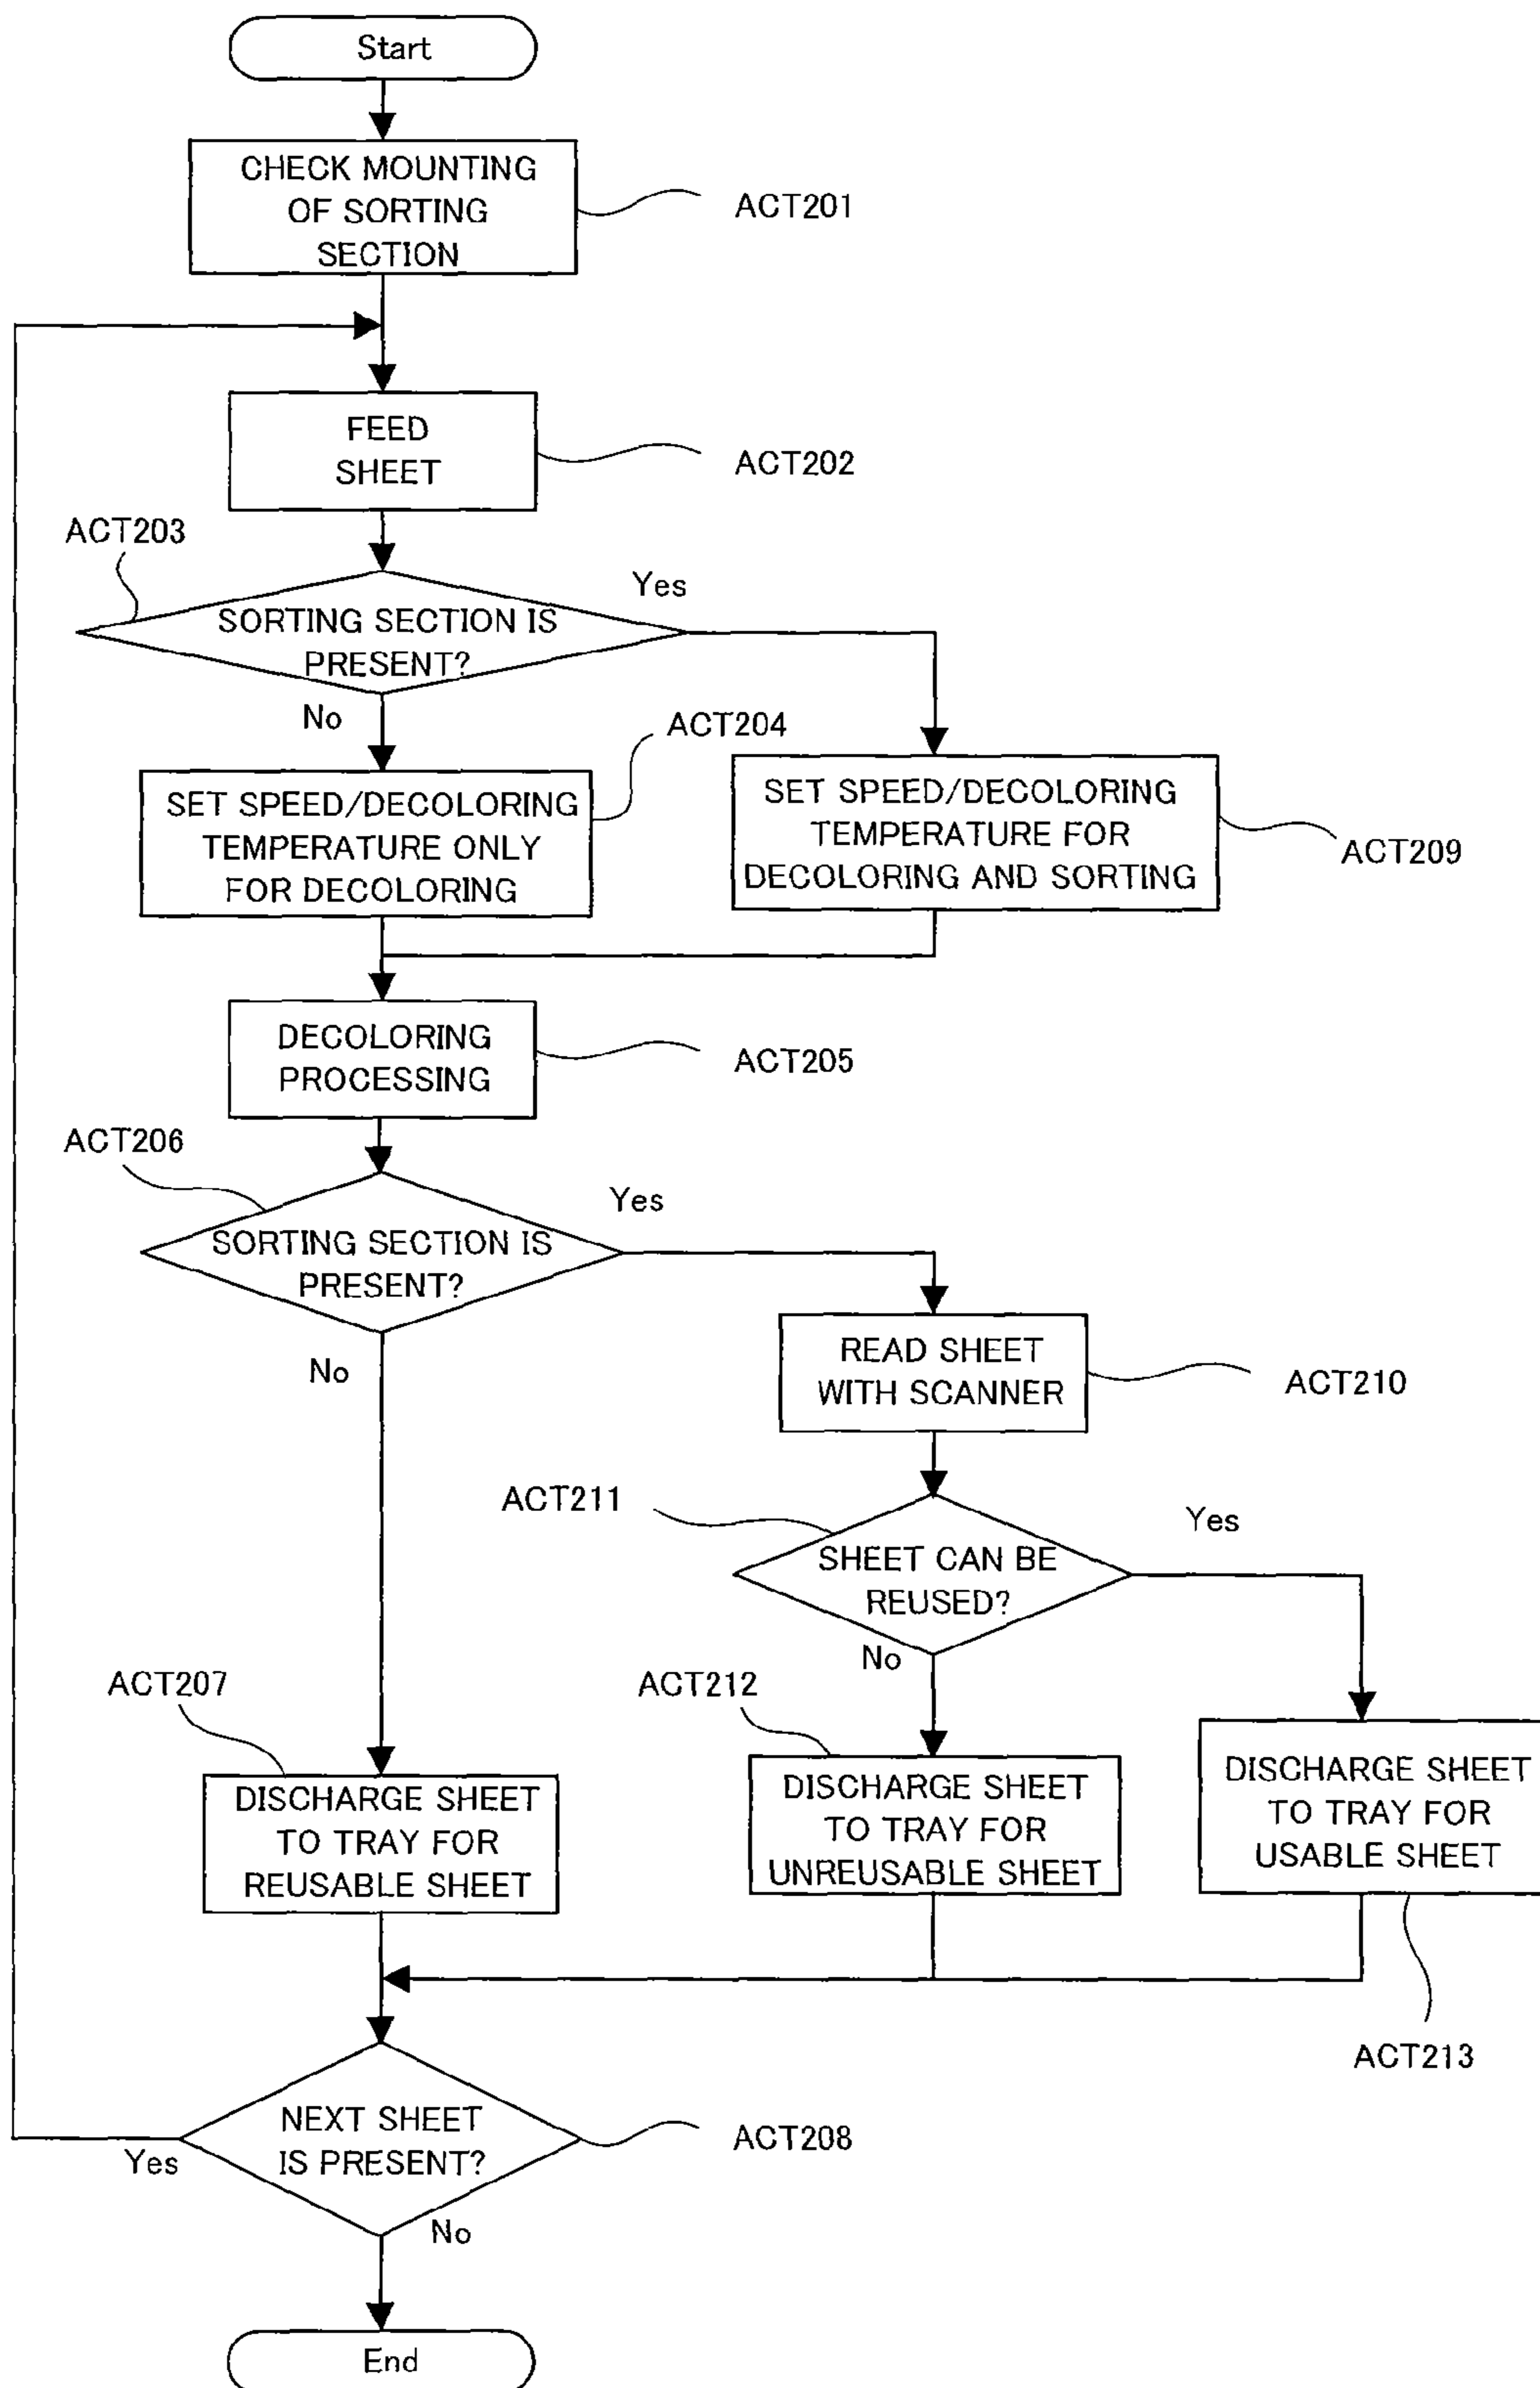 Start
CHECK MOUNTING
OF SORTING
SECTION
ACT201
FEED
SHEET
ACT202
ACT203
SORTING SECTION IS
PRESENT?
Yes
No
ACT204
SET SPEED/DECOLORING
TEMPERATURE ONLY
FOR DECOLORING
SET SPEED/DECOLORING
TEMPERATURE FOR
DECOLORING AND SORTING
ACT209
DECOLORING
PROCESSING
ACT205
ACT206
SORTING SECTION IS
PRESENT?
Yes
No
READ SHEET
WITH SCANNER
ACT210
ACT211
SHEET CAN BE
REUSED?
Yes
No
ACT207
DISCHARGE SHEET
TO TRAY FOR
REUSABLE SHEET
ACT212
DISCHARGE SHEET
TO TRAY FOR
UNREUSABLE SHEET
DISCHARGE SHEET
TO TRAY FOR
USABLE SHEET
ACT213
NEXT SHEET
IS PRESENT?
ACT208
Yes
No
End